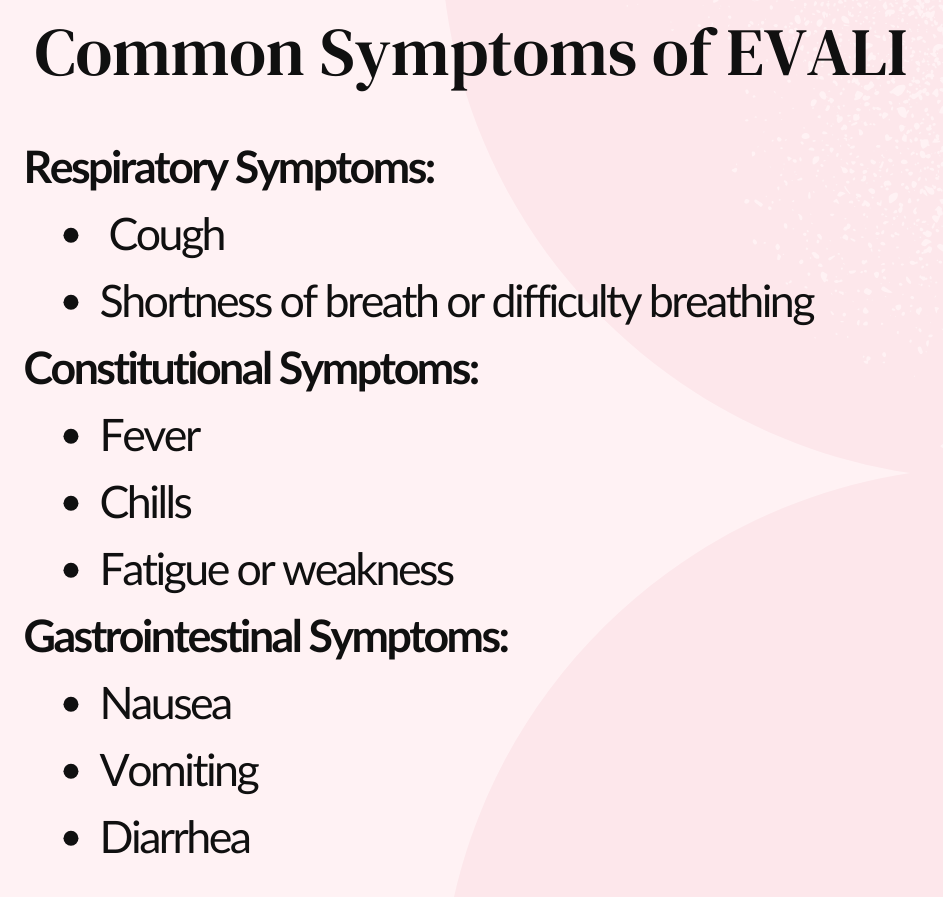 Common Symptoms of EVALI
Respiratory Symptoms:
• Cough
• Shortness of breath or difficulty breathing
Constitutional Symptoms:
• Fever
• Chills
• Fatigue or weakness
Gastrointestinal Symptoms:
• Nausea
• Vomiting
• Diarrhea